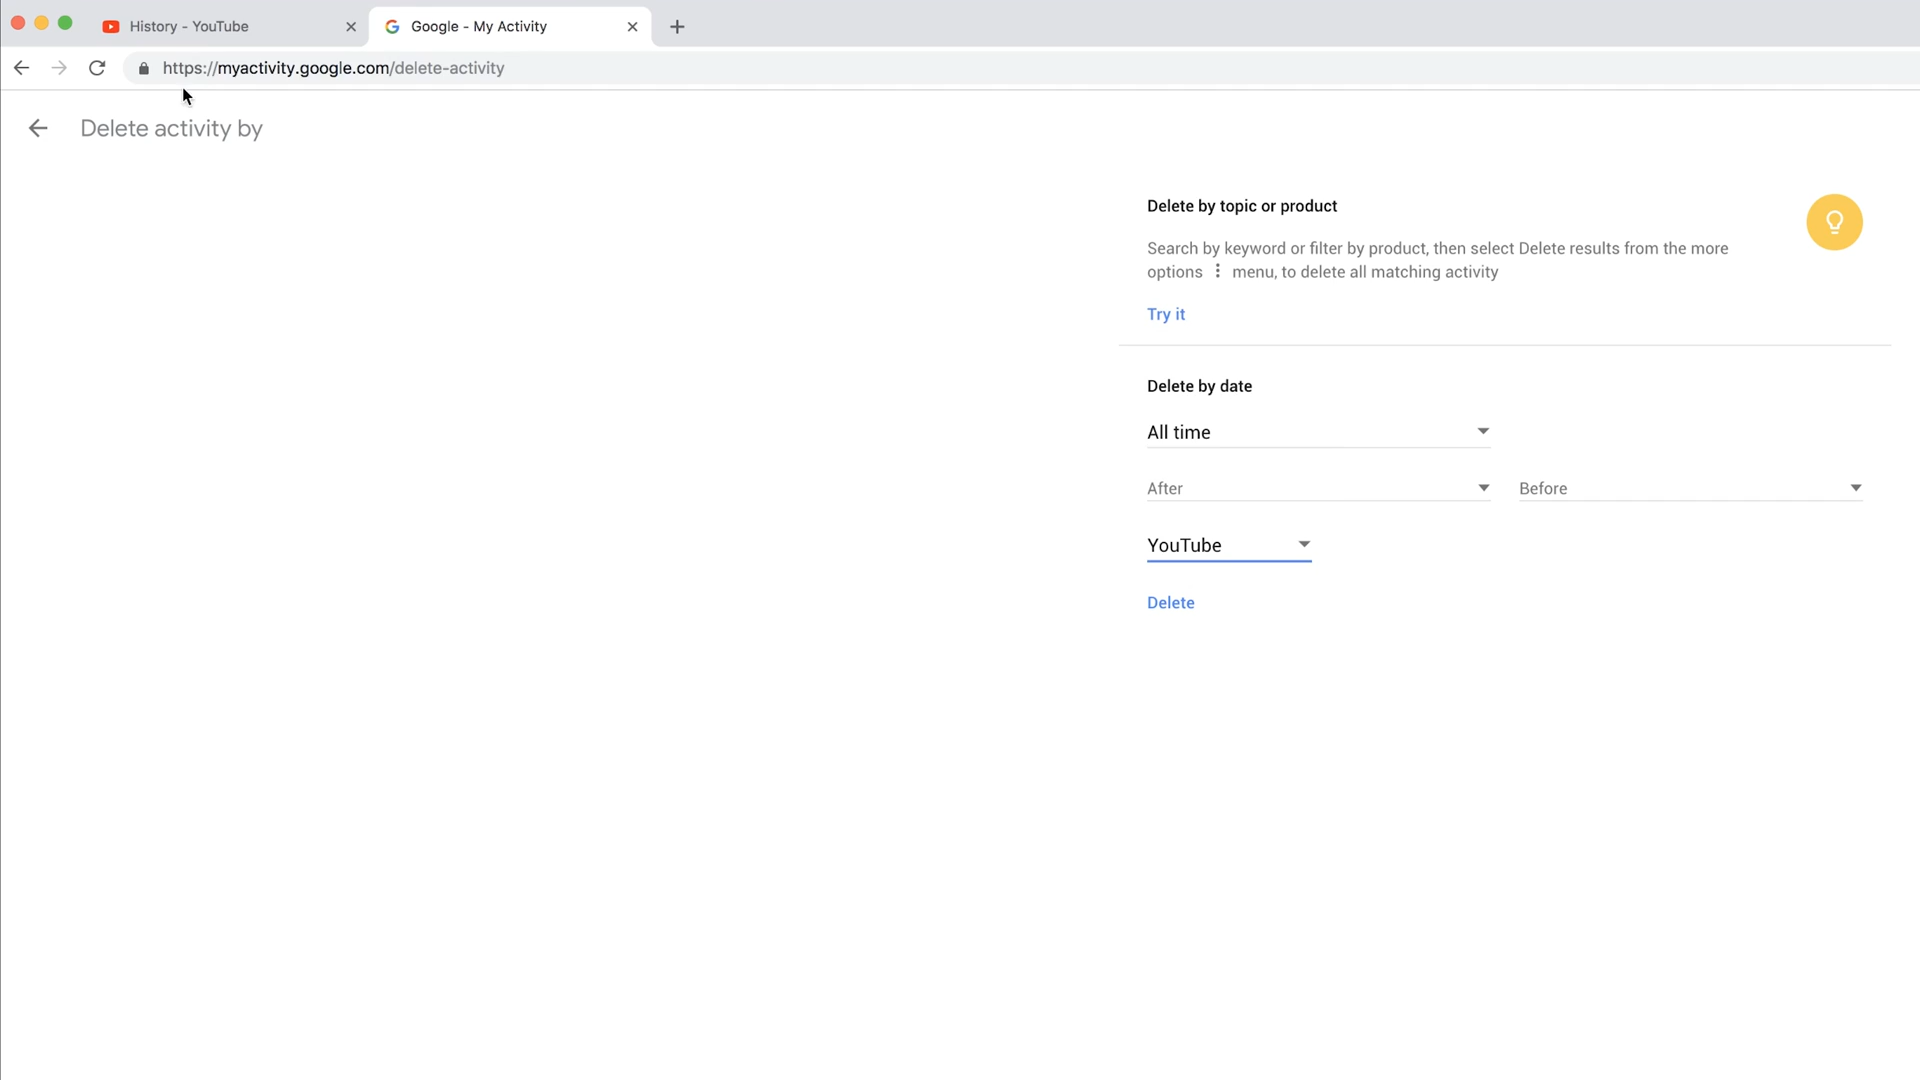 History - YouTube
Google - My Activity
https://myactivity.google.com/delete-activity
Delete activity by
Delete by topic or product
Search by keyword or filter by product, then select Delete results from the more
options ⋮ menu, to delete all matching activity
Try it
Delete by date
All time
After
Before
YouTube
Delete